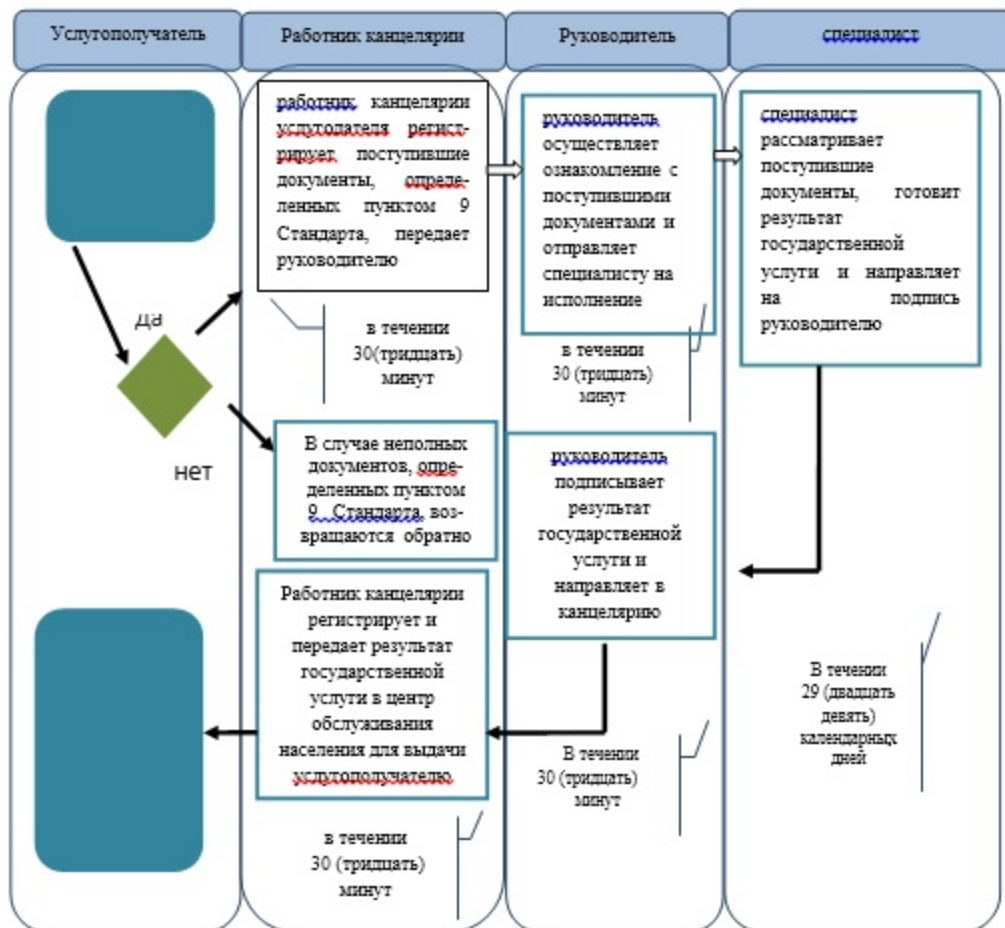 Услугополучатель
Работник канцелярии
Руководитель
специалист
работник канцелярии
услугодателя регист-
рирует поступившие
документы, опреде-
ленных пунктом 9
Стандарта, передает
руководителю
руководитель
осуществляет
ознакомление с
поступившими
документами и
отправляет
специалисту на
исполнение
специалист
рассматривает
поступившие
документы, готовит
результат
государственной
услуги и направляет
на подпись
руководителю
да
в течении
30(тридцать)
минут
в течении
30 (тридцать)
минут
нет
В случае неполных
документов, опре-
деленных пунктом
9 Стандарта, воз-
вращаются обратно
руководитель
подписывает
результат
государственной
услуги и
направляет в
канцелярию
Работник канцелярии
регистрирует и
передает результат
государственной
услуги в центр
обслуживания
населения для выдачи
услугополучателю
В течении
29 (двадцать
девять)
календарных
дней
В течении
30 (тридцать)
минут
в течении
30 (тридцать)
минут